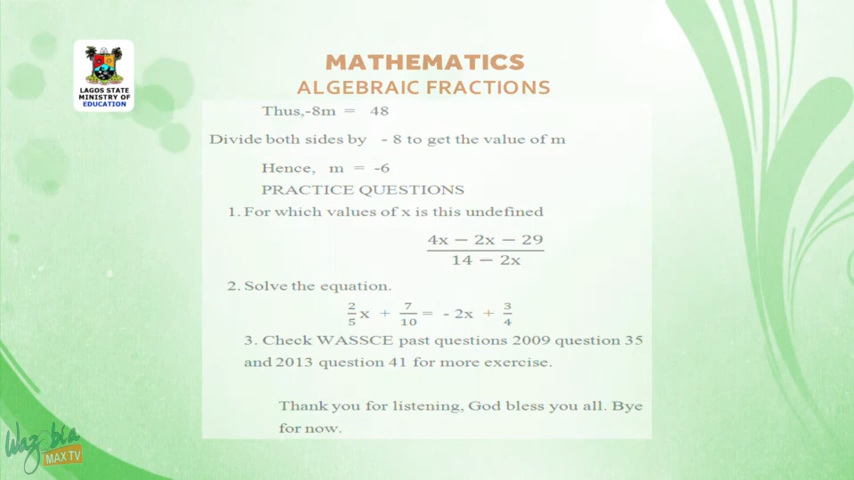 MATHEMATICS
ALGEBRAIC FRACTIONS
LAGOS STATE
MINISTRY OF
EDUCATION
Thus,-8m = 48
Divide both sides by - 8 to get the value of m
Hence, m = -6
PRACTICE QUESTIONS
1. For which values of x is this undefined
4x − 2x − 29
14 − 2x
2. Solve the equation.
2/5 x + 7/10 = - 2x + 3/4
3. Check WASSCE past questions 2009 question 35
and 2013 question 41 for more exercise.
Thank you for listening, God bless you all. Bye
for now.
Wazobia
MAX TV